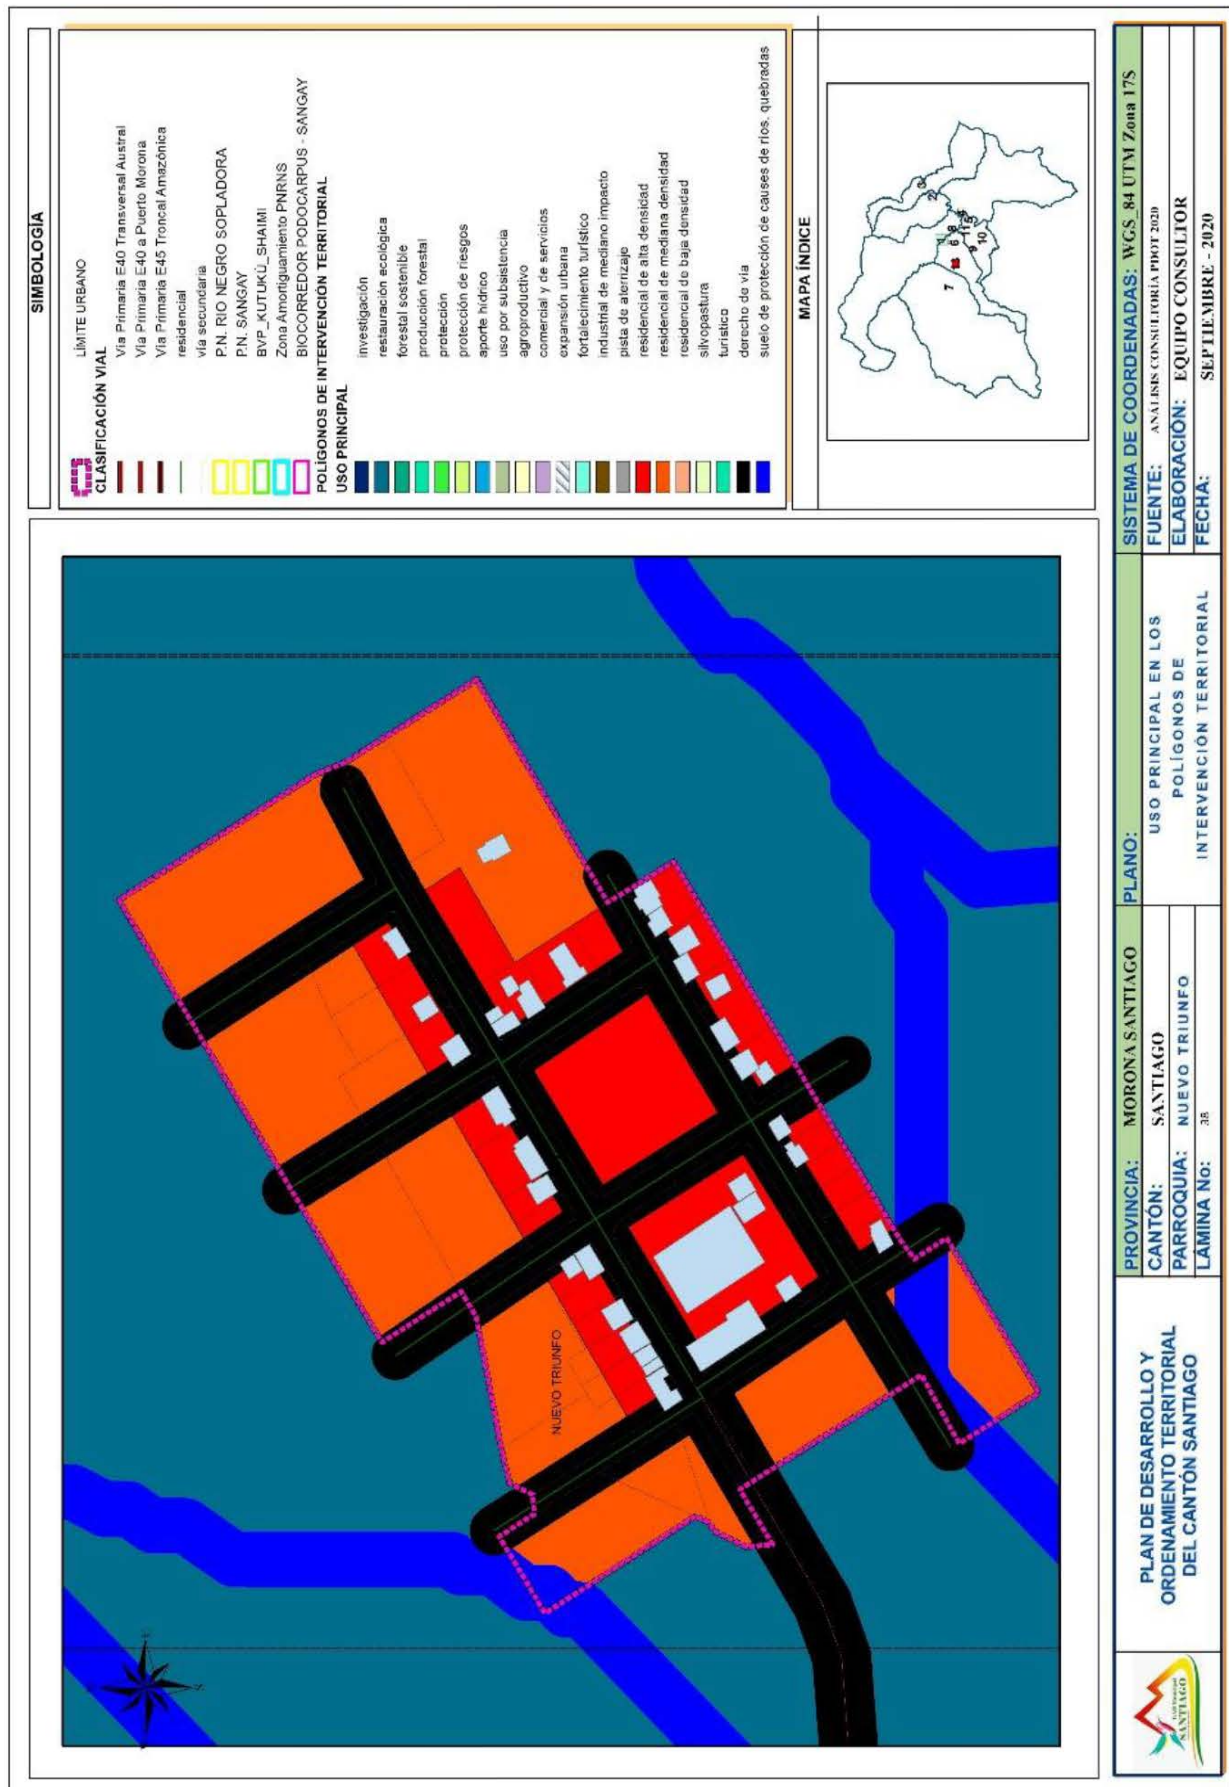 SIMBOLOGÍA
LÍMITE URBANO
CLASIFICACIÓN VIAL
Vía Primaria E40 Transversal Austral
Vía Primaria E40 a Puerto Morona
Vía Primaria E45 Troncal Amazónica
residencial
vía secundaria
P.N. RIO NEGRO SOPLADORA
P.N. SANGAY
BVP_KUTUKÚ_SHAIMI
Zona Amortiguamiento PNRNS
BIOCORREDOR PODOCARPUS - SANGAY
POLÍGONOS DE INTERVENCIÓN TERRITORIAL
USO PRINCIPAL
investigación
restauración ecológica
forestal sostenible
producción forestal
protección
protección de riesgos
aporte hídrico
uso por subsistencia
agroproductivo
comercial y de servicios
expansión urbana
fortalecimiento turístico
industrial de mediano impacto
pista de aterrizaje
residencial de alta densidad
residencial de mediana densidad
residencial de baja densidad
silvopastura
turístico
derecho de vía
suelo de protección de causes de ríos, quebradas
MAPA ÍNDICE
7
6
8
9
10
11
NUEVO TRIUNFO
PLAN DE DESARROLLO Y
ORDENAMIENTO TERRITORIAL
DEL CANTÓN SANTIAGO
SANTIAGO
PROVINCIA: MORONA SANTIAGO
CANTÓN: SANTIAGO
PARROQUIA: NUEVO TRIUNFO
LÁMINA No: 38
PLANO:
USO PRINCIPAL EN LOS
POLÍGONOS DE
INTERVENCIÓN TERRITORIAL
SISTEMA DE COORDENADAS: WGS_84 UTM Zona 17S
FUENTE: ANÁLISIS CONSULTORÍA PDOT 2020
ELABORACIÓN: EQUIPO CONSULTOR
FECHA: SEPTIEMBRE - 2020